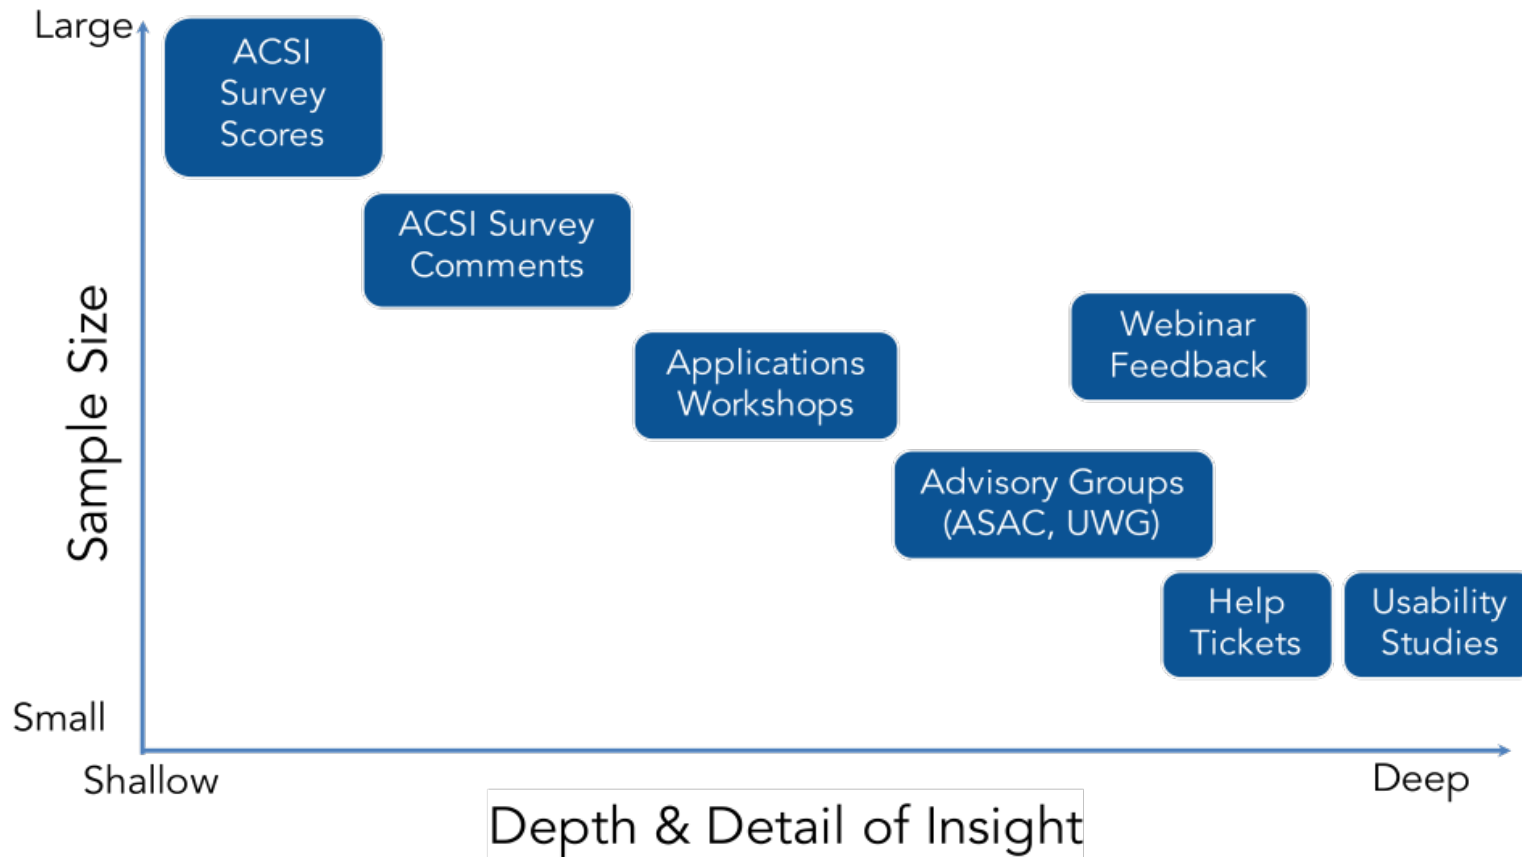 Large
ACSI
Survey
Scores
ACSI Survey
Comments
Applications
Workshops
Webinar
Feedback
Advisory Groups
(ASAC, UWG)
Help
Tickets
Usability
Studies
Sample Size
Small
Shallow
Deep
Depth & Detail of Insight